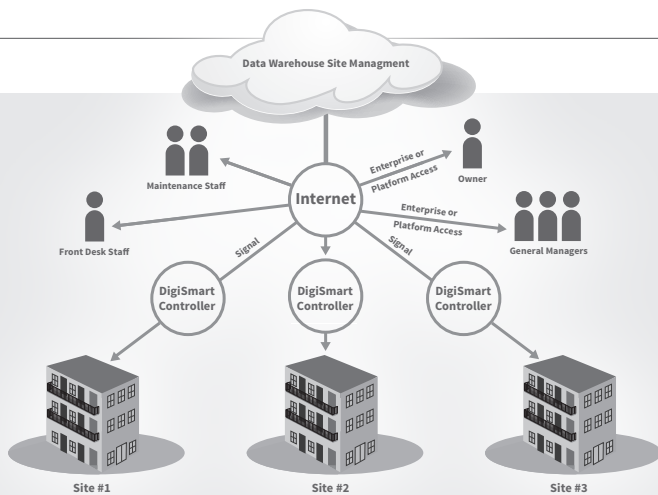 Data Warehouse Site Managment
Maintenance Staff
Enterprise or
Platform Access
Owner
Internet
Front Desk Staff
Enterprise or
Platform Access
General Managers
Signal
Signal
DigiSmart
Controller
DigiSmart
Controller
DigiSmart
Controller
Site #1
Site #2
Site #3